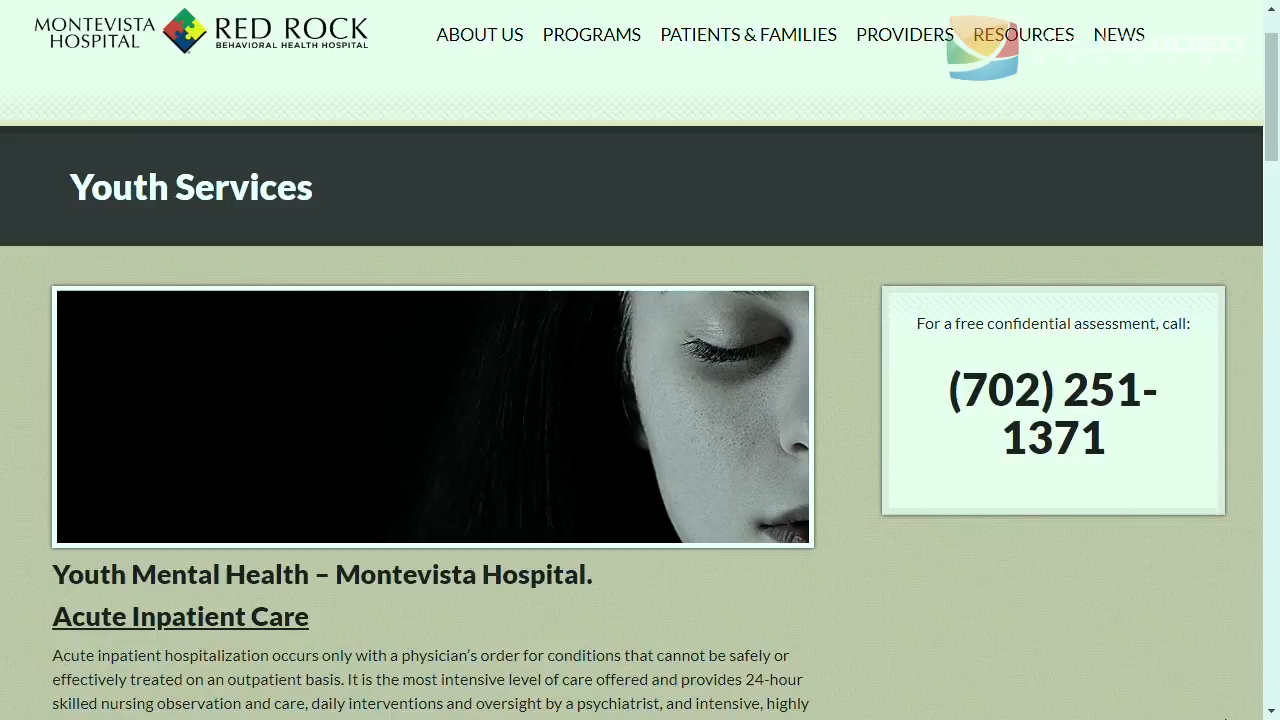 MONTEVISTA
HOSPITAL
RED ROCK
BEHAVIORAL HEALTH HOSPITAL
ABOUT US PROGRAMS PATIENTS & FAMILIES PROVIDERS RESOURCES NEWS
Youth Services
For a free confidential assessment, call:
(702) 251-
1371
Youth Mental Health – Montevista Hospital.
Acute Inpatient Care
Acute inpatient hospitalization occurs only with a physician’s order for conditions that cannot be safely or
effectively treated on an outpatient basis. It is the most intensive level of care offered and provides 24-hour
skilled nursing observation and care, daily interventions and oversight by a psychiatrist, and intensive, highly